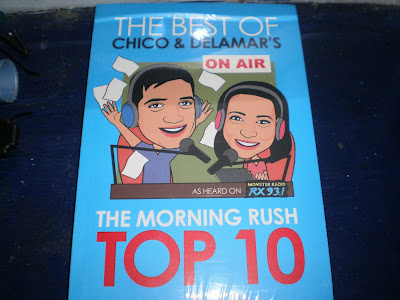 THE BEST OF
CHICO & DELAMAR'S
ON AIR
AS HEARD ON
MONSTER RADIO
RX 93.1
THE MORNING RUSH
TOP 10